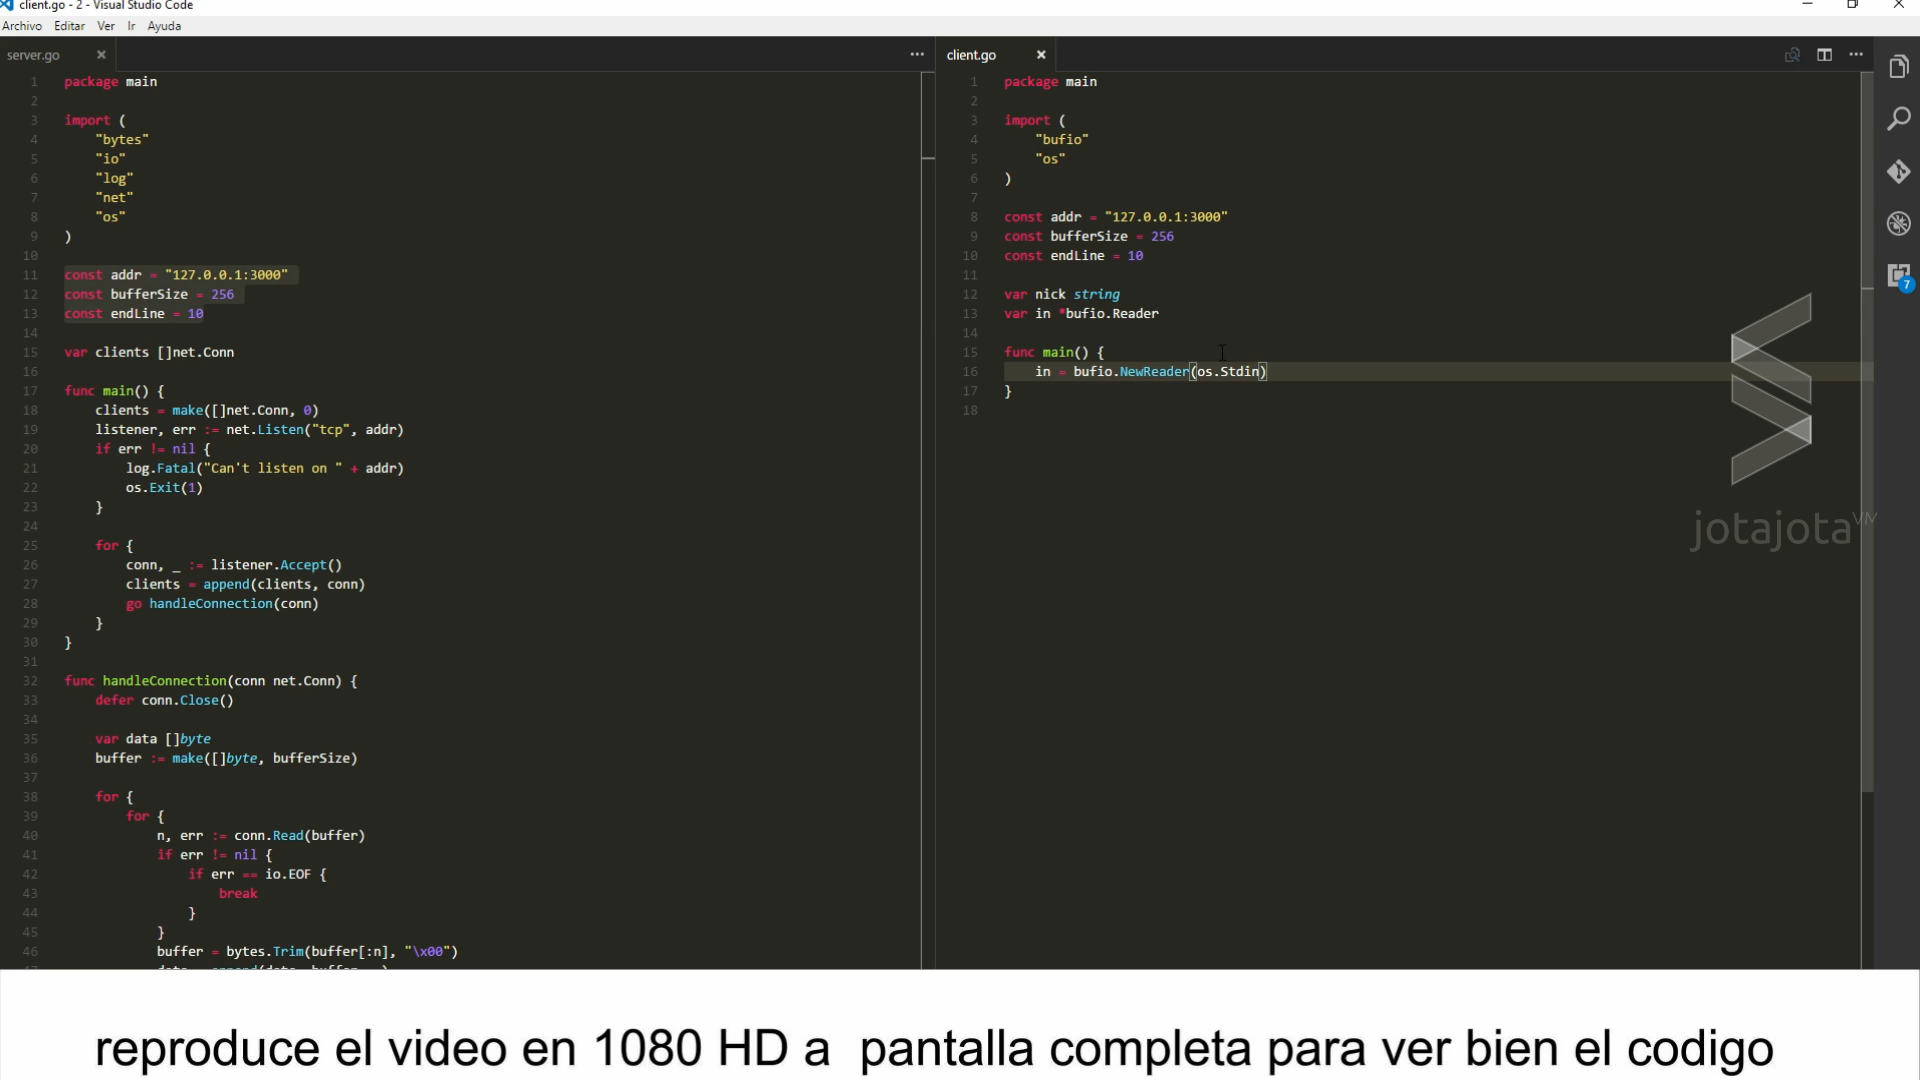 client.go - 2 - Visual Studio Code
Archivo Editar Ver Ir Ayuda
server.go
1 package main
2
3 import (
4 "bytes"
5 "io"
6 "log"
7 "net"
8 "os"
9 )
10
11 const addr = "127.0.0.1:3000"
12 const bufferSize = 256
13 const endLine = 10
14
15 var clients []net.Conn
16
17 func main() {
18 clients = make([]net.Conn, 0)
19 listener, err := net.Listen("tcp", addr)
20 if err != nil {
21 log.Fatal("Can't listen on " + addr)
22 os.Exit(1)
23 }
24
25 for {
26 conn, _ := listener.Accept()
27 clients = append(clients, conn)
28 go handleConnection(conn)
29 }
30 }
31
32 func handleConnection(conn net.Conn) {
33 defer conn.Close()
34
35 var data []byte
36 buffer := make([]byte, bufferSize)
37
38 for {
39 for {
40 n, err := conn.Read(buffer)
41 if err != nil {
42 if err == io.EOF {
43 break
44 }
45 }
46 buffer = bytes.Trim(buffer[:n], "\x00")
client.go
1 package main
2
3 import (
4 "bufio"
5 "os"
6 )
7
8 const addr = "127.0.0.1:3000"
9 const bufferSize = 256
10 const endLine = 10
11
12 var nick string
13 var in *bufio.Reader
14
15 func main() {
16 in = bufio.NewReader(os.Stdin)
17 }
18
7
jotajota VM
reproduce el video en 1080 HD a pantalla completa para ver bien el codigo